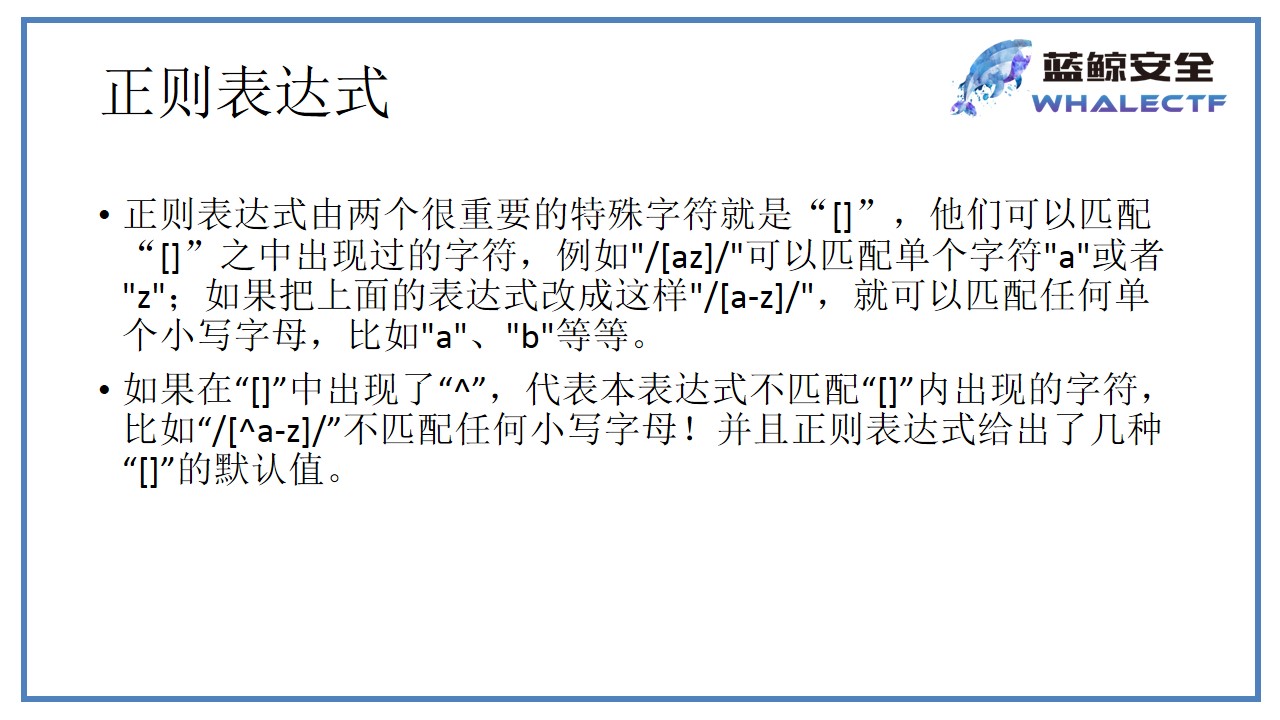 正则表达式
蓝鲸安全
WHALECTF
• 正则表达式由两个很重要的特殊字符就是“[]”，他们可以匹配
“[]”之中出现过的字符，例如"/[az]/"可以匹配单个字符"a"或者
"z"；如果把上面的表达式改成这样"/[a-z]/"，就可以匹配任何单
个小写字母，比如"a"、"b"等等。
• 如果在“[]”中出现了“^”，代表本表达式不匹配“[]”内出现的字符，
比如“/[^a-z]/”不匹配任何小写字母！并且正则表达式给出了几种
“[]”的默认值。